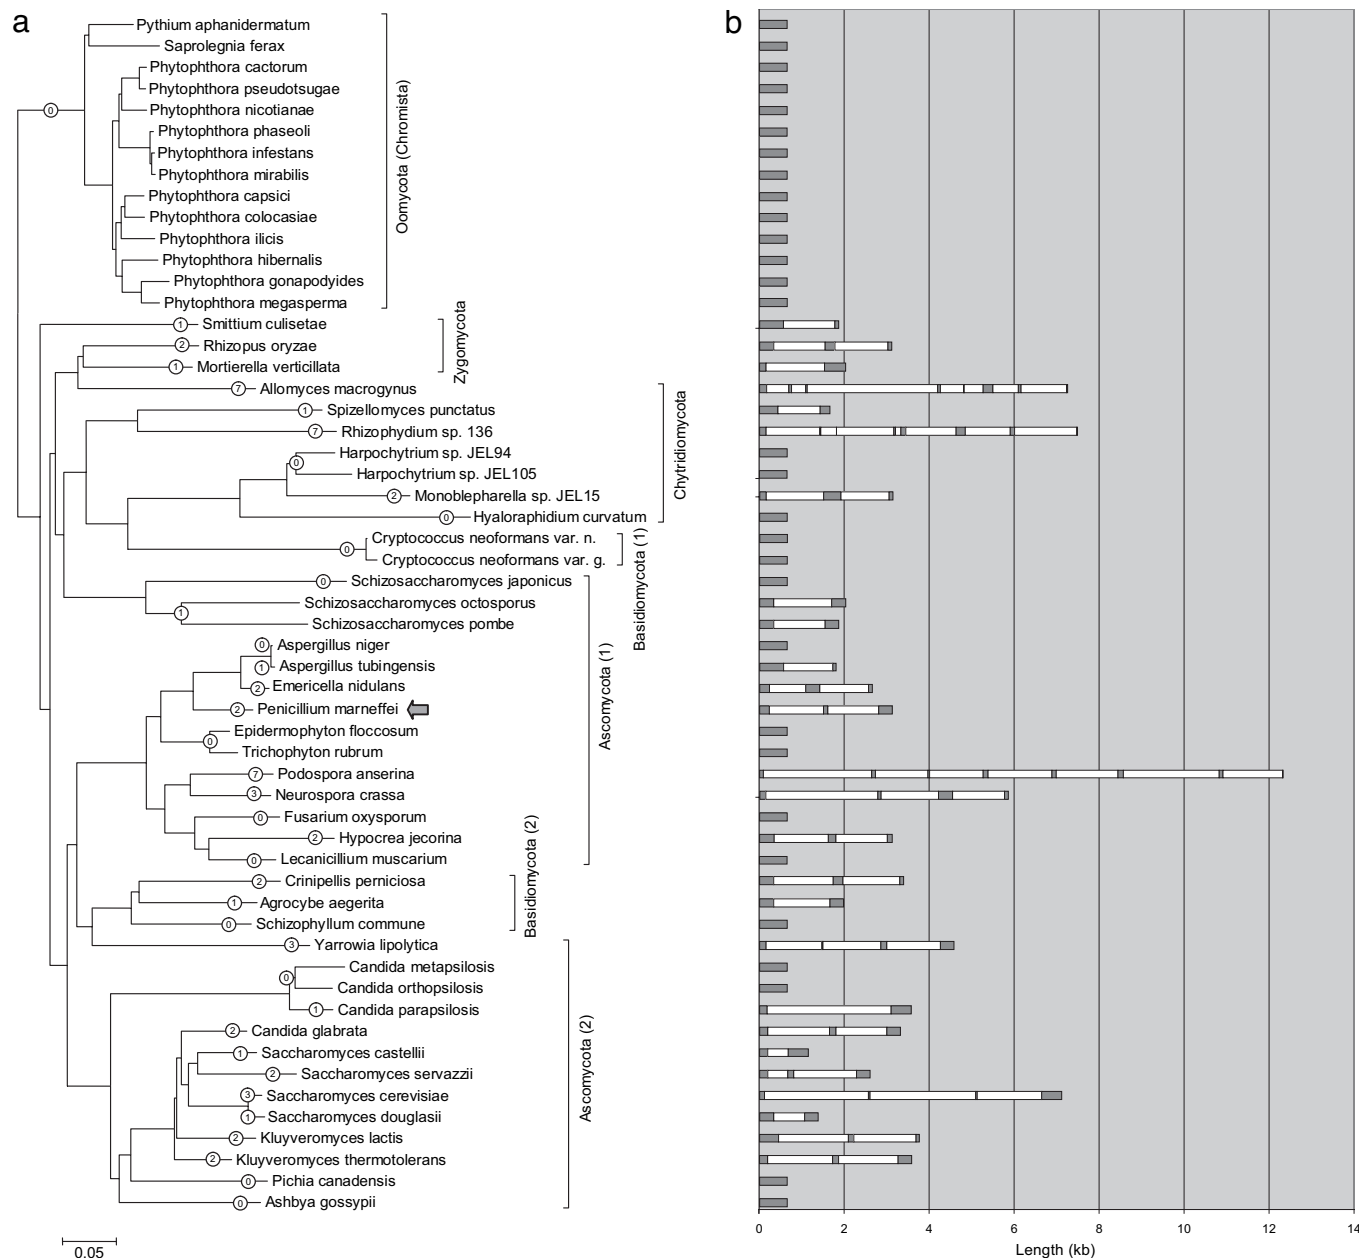 a
b
Pythium aphanidermatum
Saprolegnia ferax
Phytophthora cactorum
Phytophthora pseudotsugae
0
Phytophthora nicotianae
Phytophthora phaseoli
Phytophthora infestans
Phytophthora mirabilis
Phytophthora capsici
Phytophthora colocasiae
Phytophthora ilicis
Phytophthora hibernalis
Phytophthora gonapodyides
Phytophthora megasperma
Oomycota (Chromista)
1 Smittium culisetae
2 Rhizopus oryzae
1 Mortierella verticillata
Zygomycota
7 Allomyces macrogynus
1 Spizellomyces punctatus
7 Rhizophydium sp. 136
Harpochytrium sp. JEL94
0
Harpochytrium sp. JEL105
2 Monoblepharella sp. JEL15
0 Hyaloraphidium curvatum
Chytridiomycota
Cryptococcus neoformans var. n.
0
Cryptococcus neoformans var. g.
Basidiomycota (1)
0 Schizosaccharomyces japonicus
Schizosaccharomyces octosporus
1
Schizosaccharomyces pombe
0 Aspergillus niger
1 Aspergillus tubingensis
2 Emericella nidulans
2 Penicillium marneffei
Epidermophyton floccosum
0
Trichophyton rubrum
7 Podospora anserina
3 Neurospora crassa
0 Fusarium oxysporum
2 Hypocrea jecorina
0 Lecanicillium muscarium
Ascomycota (1)
2 Crinipellis perniciosa
1 Agrocybe aegerita
0 Schizophyllum commune
Basidiomycota (2)
3 Yarrowia lipolytica
Candida metapsilosis
0
Candida orthopsilosis
1 Candida parapsilosis
2 Candida glabrata
1 Saccharomyces castellii
2 Saccharomyces servazzii
3 Saccharomyces cerevisiae
1 Saccharomyces douglasii
2 Kluyveromyces lactis
2 Kluyveromyces thermotolerans
0 Pichia canadensis
0 Ashbya gossypii
Ascomycota (2)
0.05
0 2 4 6 8 10 12 14
Length (kb)